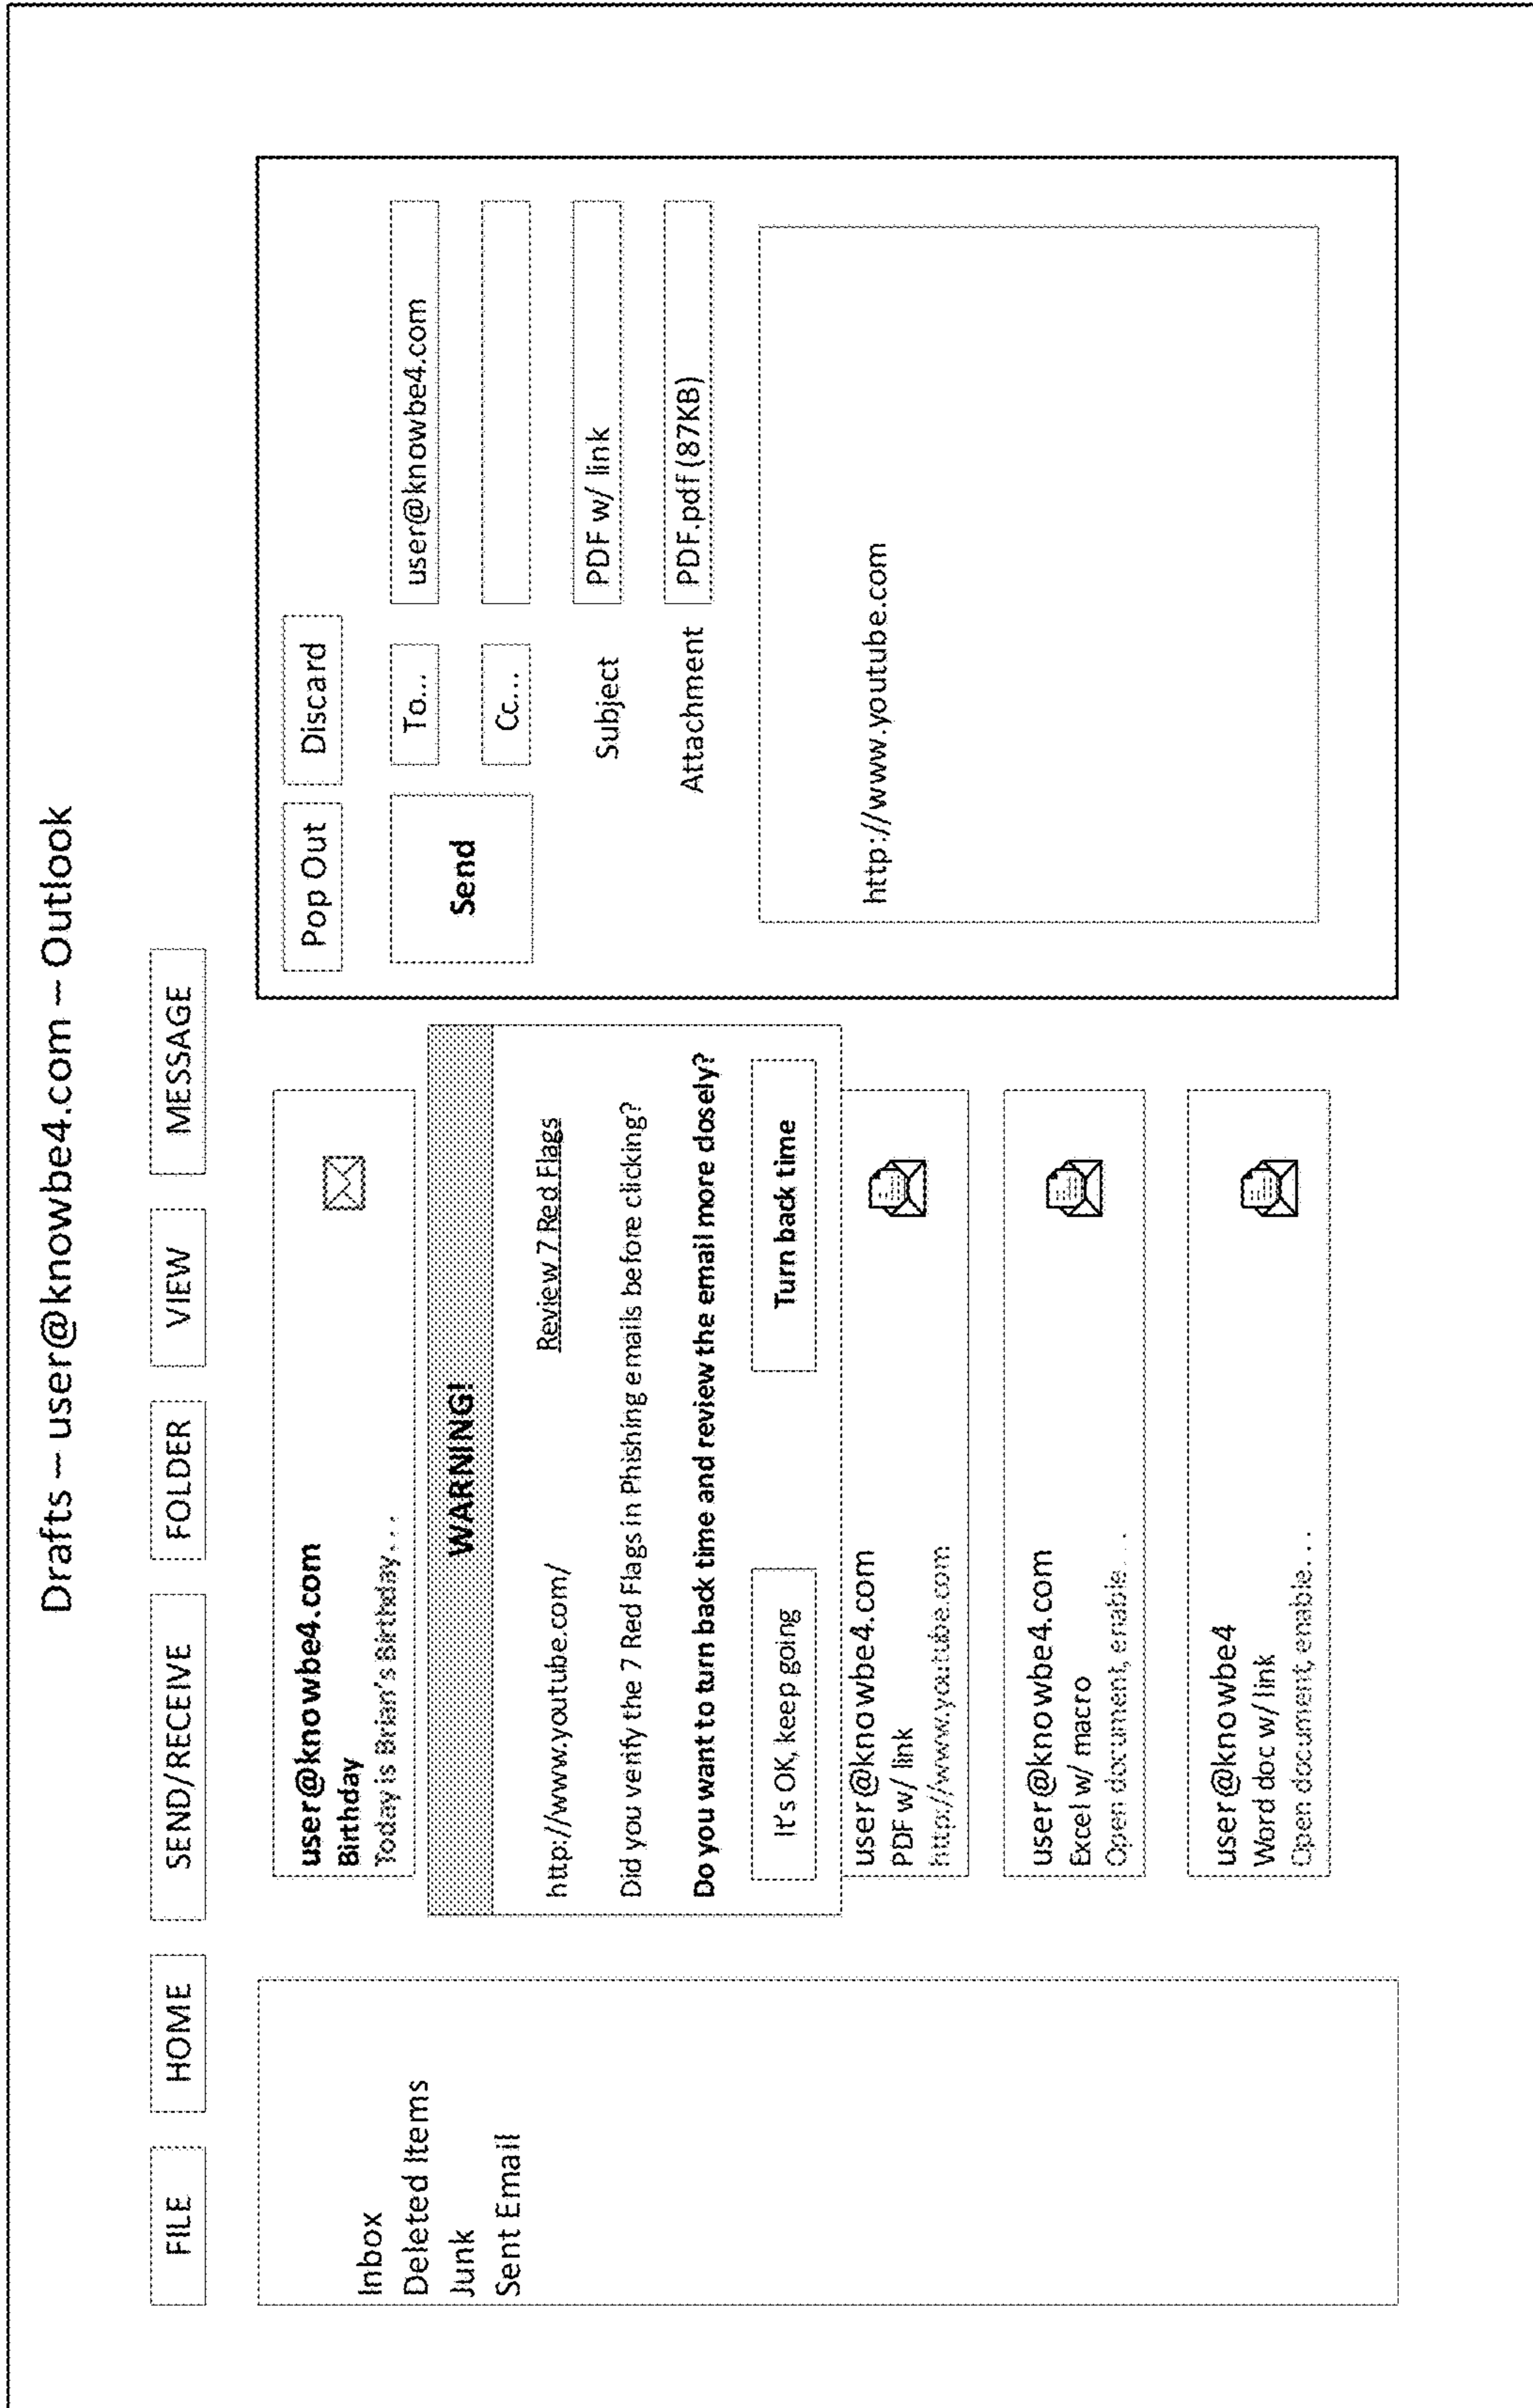 Drafts – user@knowbe4.com – Outlook
FILE HOME SEND/RECEIVE FOLDER VIEW MESSAGE
Inbox
Deleted Items
Junk
Sent Email
user@knowbe4.com
Birthday
Today is Brian's Birthday...
WARNING!
http://www.youtube.com/ Review 7 Red Flags
Did you verify the 7 Red Flags in Phishing emails before clicking?
Do you want to turn back time and review the email more closely?
It's OK, keep going Turn back time
user@knowbe4.com
PDF w/ link
http://www.youtube.com
user@knowbe4.com
Excel w/ macro
Open document, enable...
user@knowbe4
Word doc w/ link
Open document, enable...
Pop Out Discard
Send
To... user@knowbe4.com
Cc...
Subject PDF w/ link
Attachment PDF.pdf (87KB)
http://www.youtube.com